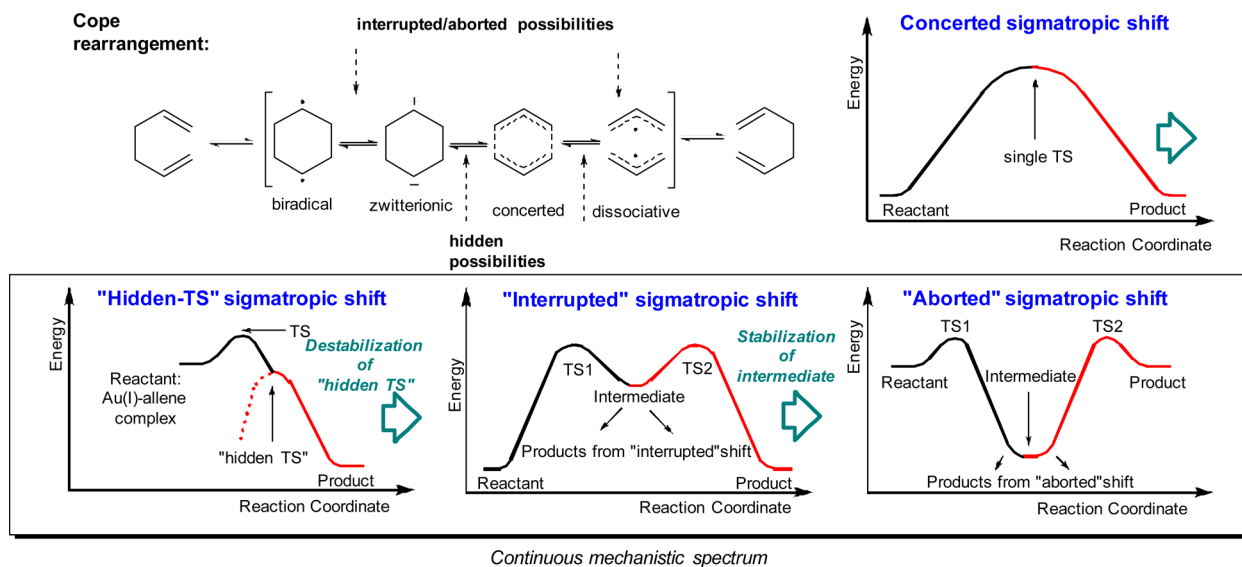 Cope
rearrangement:
interrupted/aborted possibilities
biradical
zwitterionic
concerted
dissociative
hidden
possibilities
Concerted sigmatropic shift
Energy
single TS
Reactant
Product
Reaction Coordinate
"Hidden-TS" sigmatropic shift
Energy
TS
Reactant:
Au(I)-allene
complex
"hidden TS"
Product
Reaction Coordinate
Destabilization
of
"hidden TS"
"Interrupted" sigmatropic shift
Energy
TS1
TS2
Intermediate
Products from "interrupted"shift
Reactant
Product
Reaction Coordinate
Stabilization
of
intermediate
"Aborted" sigmatropic shift
Energy
TS1
TS2
Reactant
Intermediate
Product
Products from "aborted"shift
Reaction Coordinate
Continuous mechanistic spectrum